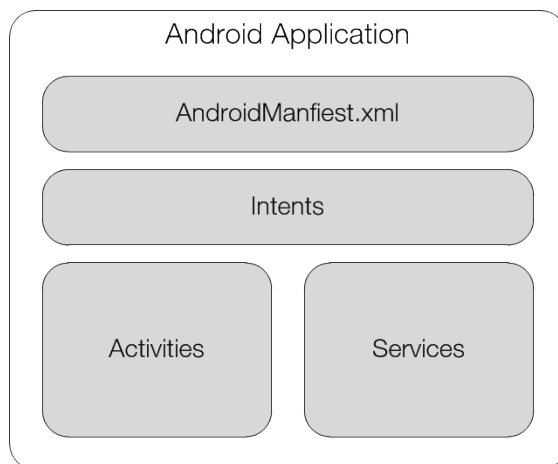 Android Application
AndroidManfiest.xml
Intents
Activities
Services